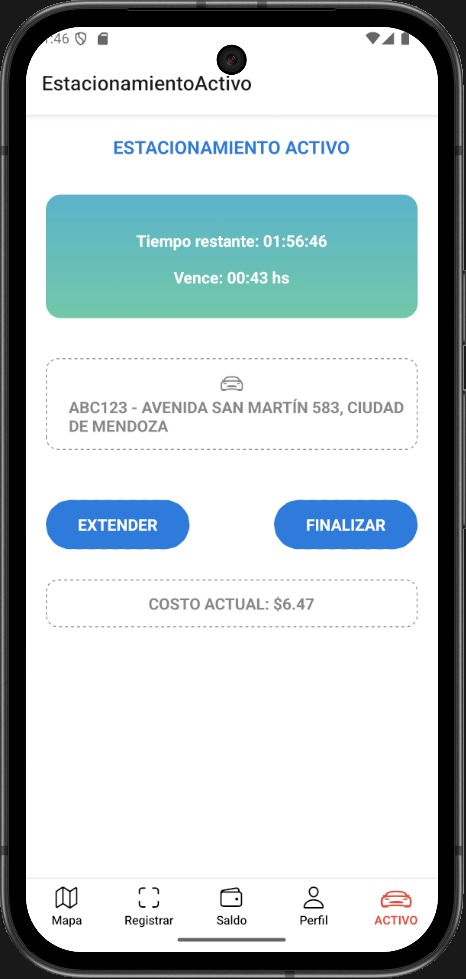 :46
EstacionamientoActivo
ESTACIONAMIENTO ACTIVO
Tiempo restante: 01:56:46
Vence: 00:43 hs
ABC123 - AVENIDA SAN MARTÍN 583, CIUDAD
DE MENDOZA
EXTENDER
FINALIZAR
COSTO ACTUAL: $6.47
Mapa
Registrar
Saldo
Perfil
ACTIVO